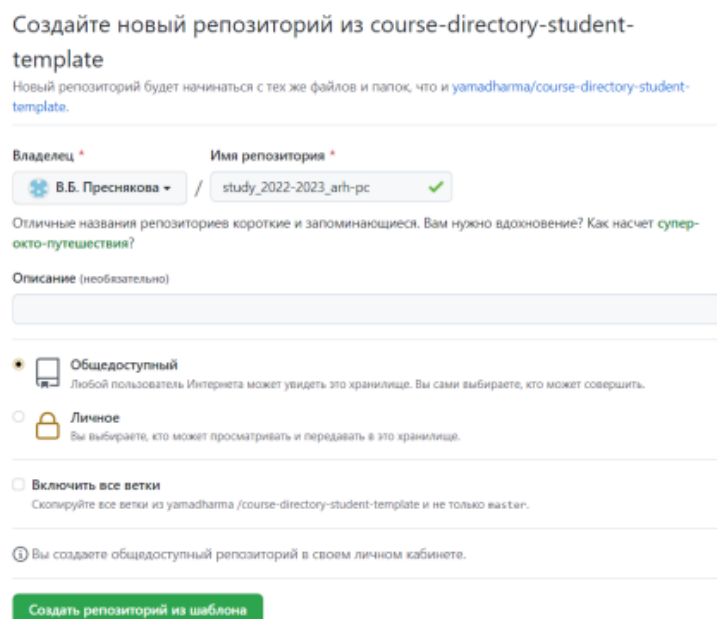 Создайте новый репозиторий из course-directory-student-
template
Новый репозиторий будет начинаться с тех же файлов и папок, что и yamadharma/course-directory-student-
template.
Владелец *
Имя репозитория *
В.Б. Преснякова
/
study_2022-2023_arh-pc
Отличные названия репозиториев короткие и запоминающиеся. Вам нужно вдохновение? Как насчет супер-
окто-путешествия?
Описание (необязательно)
Общедоступный
Любой пользователь Интернета может увидеть это хранилище. Вы сами выбираете, кто может совершить.
Личное
Вы выбираете, кто может просматривать и передавать в это хранилище.
Включить все ветки
Скопируйте все ветки из yamadharma /course-directory-student-template и не только master.
Вы создаете общедоступный репозиторий в своем личном кабинете.
Создать репозиторий из шаблона